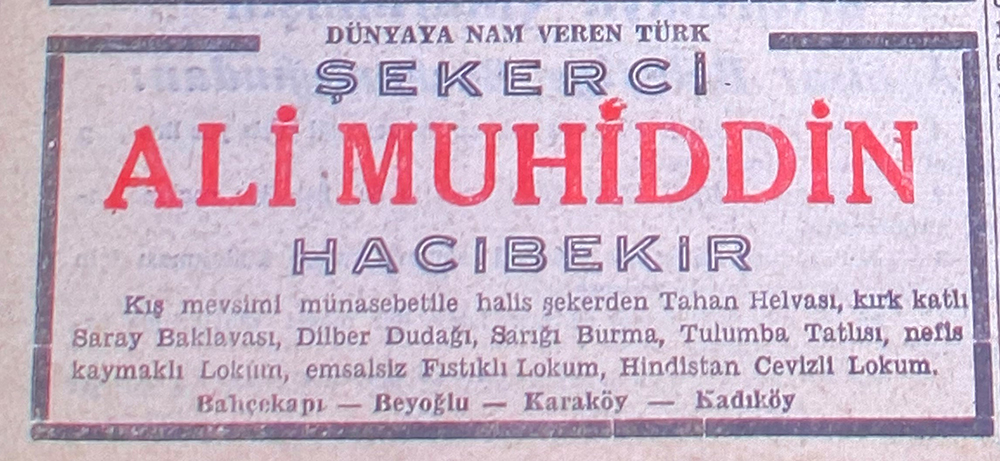 DÜNYAYA NAM VEREN TÜRK
ŞEKERCİ
ALİ MUHİDDİN
HACIBEKİR
Kış mevsimi münasebetile halis şekerden Tahan Helvası, kırk katlı
Saray Baklavası, Dilber Dudağı, Sarığı Burma, Tulumba Tatlısı, nefis
kaymaklı Lokum, emsalsiz Fıstıklı Lokum, Hindistan Cevizli Lokum.
Bahçekapı — Beyoğlu — Karaköy — Kadıköy